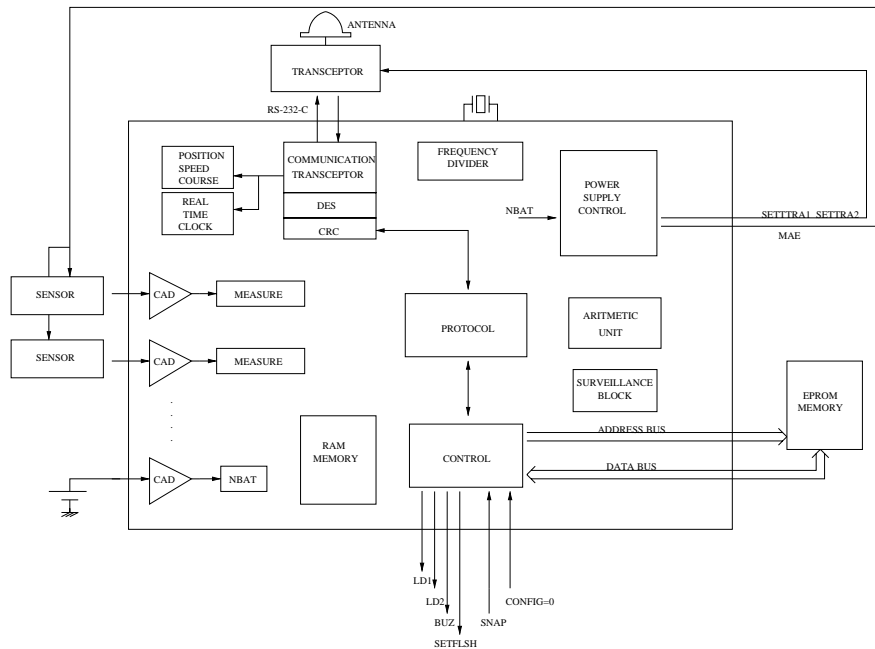 ANTENNA
TRANSCEPTOR
RS-232-C
POSITION
SPEED
COURSE
REAL
TIME
CLOCK
COMMUNICATION
TRANSCEPTOR
DES
CRC
FREQUENCY
DIVIDER
NBAT
POWER
SUPPLY
CONTROL
SETTTRA1 SETTRA2
MAE
SENSOR
CAD
MEASURE
PROTOCOL
ARITMETIC
UNIT
SENSOR
CAD
MEASURE
SURVEILLANCE
BLOCK
EPROM
MEMORY
. . . .
RAM
MEMORY
CONTROL
ADDRESS BUS
DATA BUS
CAD
NBAT
LD1
LD2
BUZ
SETFLSH
SNAP
CONFIG=0